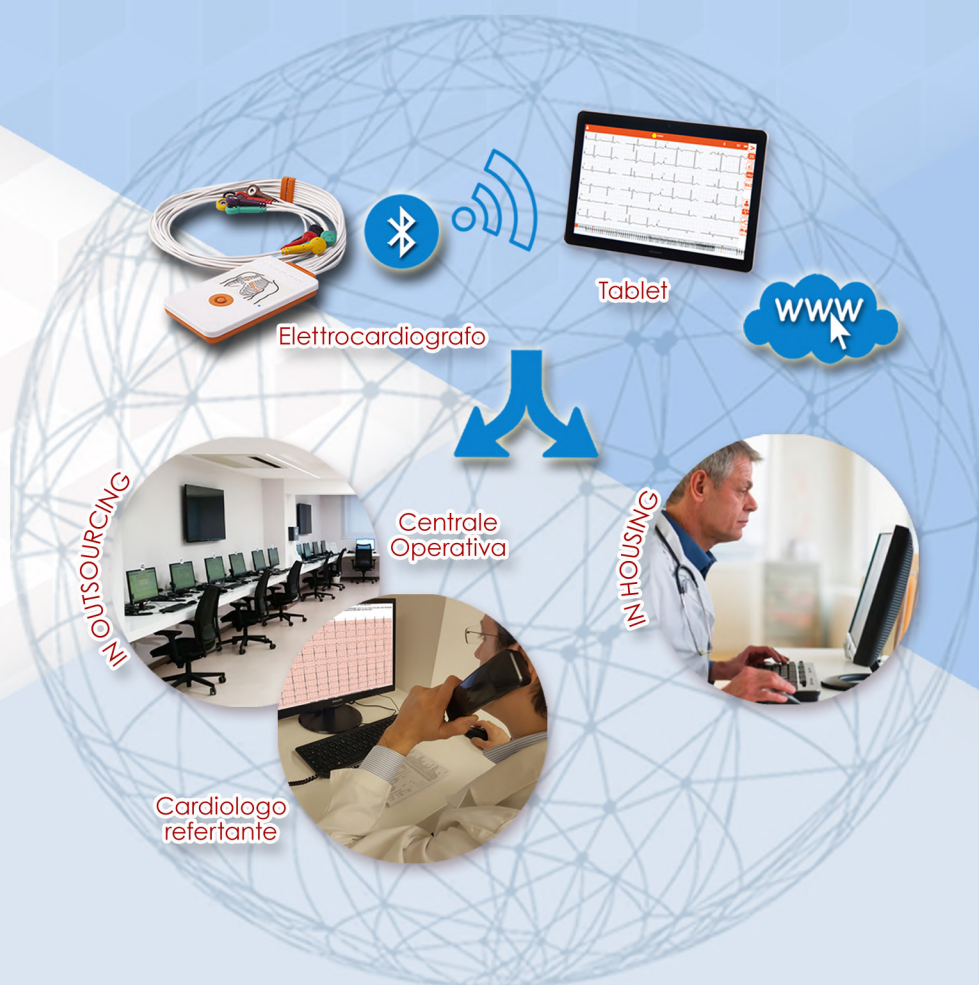 Tablet
www
Elettrocardiografo
IN OUTSOURCING
Centrale
Operativa
IN HOUSING
Cardiologo
refertante